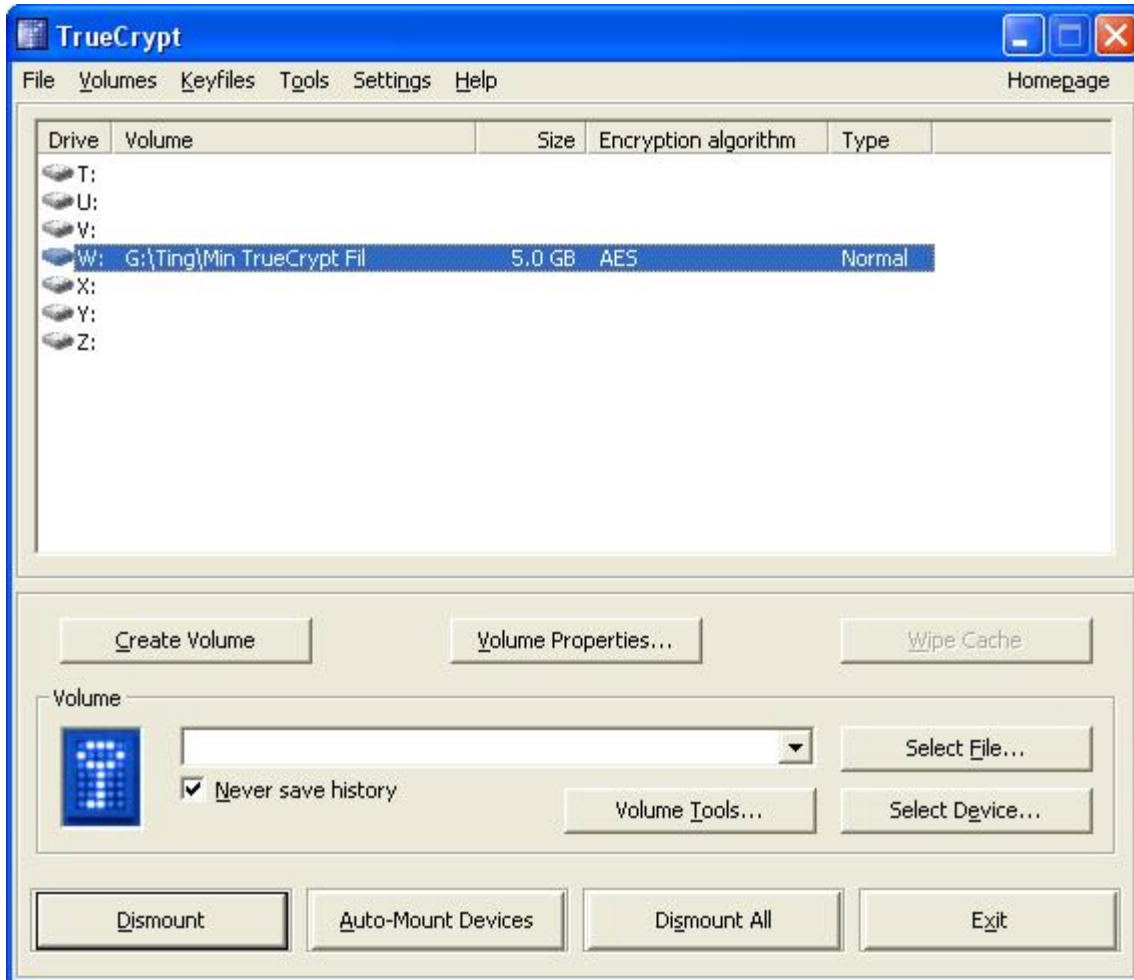 TrueCrypt
File Volumes Keyfiles Tools Settings Help Homepage
Drive Volume Size Encryption algorithm Type
T:
U:
V:
W: G:\Ting\Min TrueCrypt Fil 5.0 GB AES Normal
X:
Y:
Z:
Create Volume Volume Properties... Wipe Cache
Volume
Select File...
Never save history
Volume Tools... Select Device...
Dismount Auto-Mount Devices Dismount All Exit